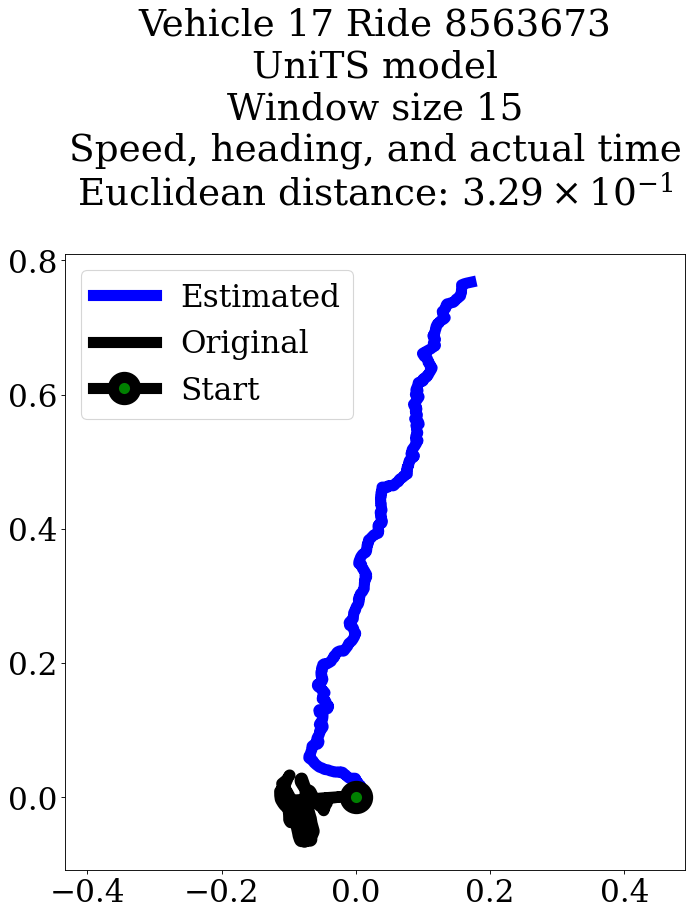 Vehicle 17 Ride 8563673
UniTS model
Window size 15
Speed, heading, and actual time
Euclidean distance: 3.29 × 10⁻¹
Estimated
Original
Start
0.8
0.6
0.4
0.2
0.0
−0.4 −0.2 0.0 0.2 0.4